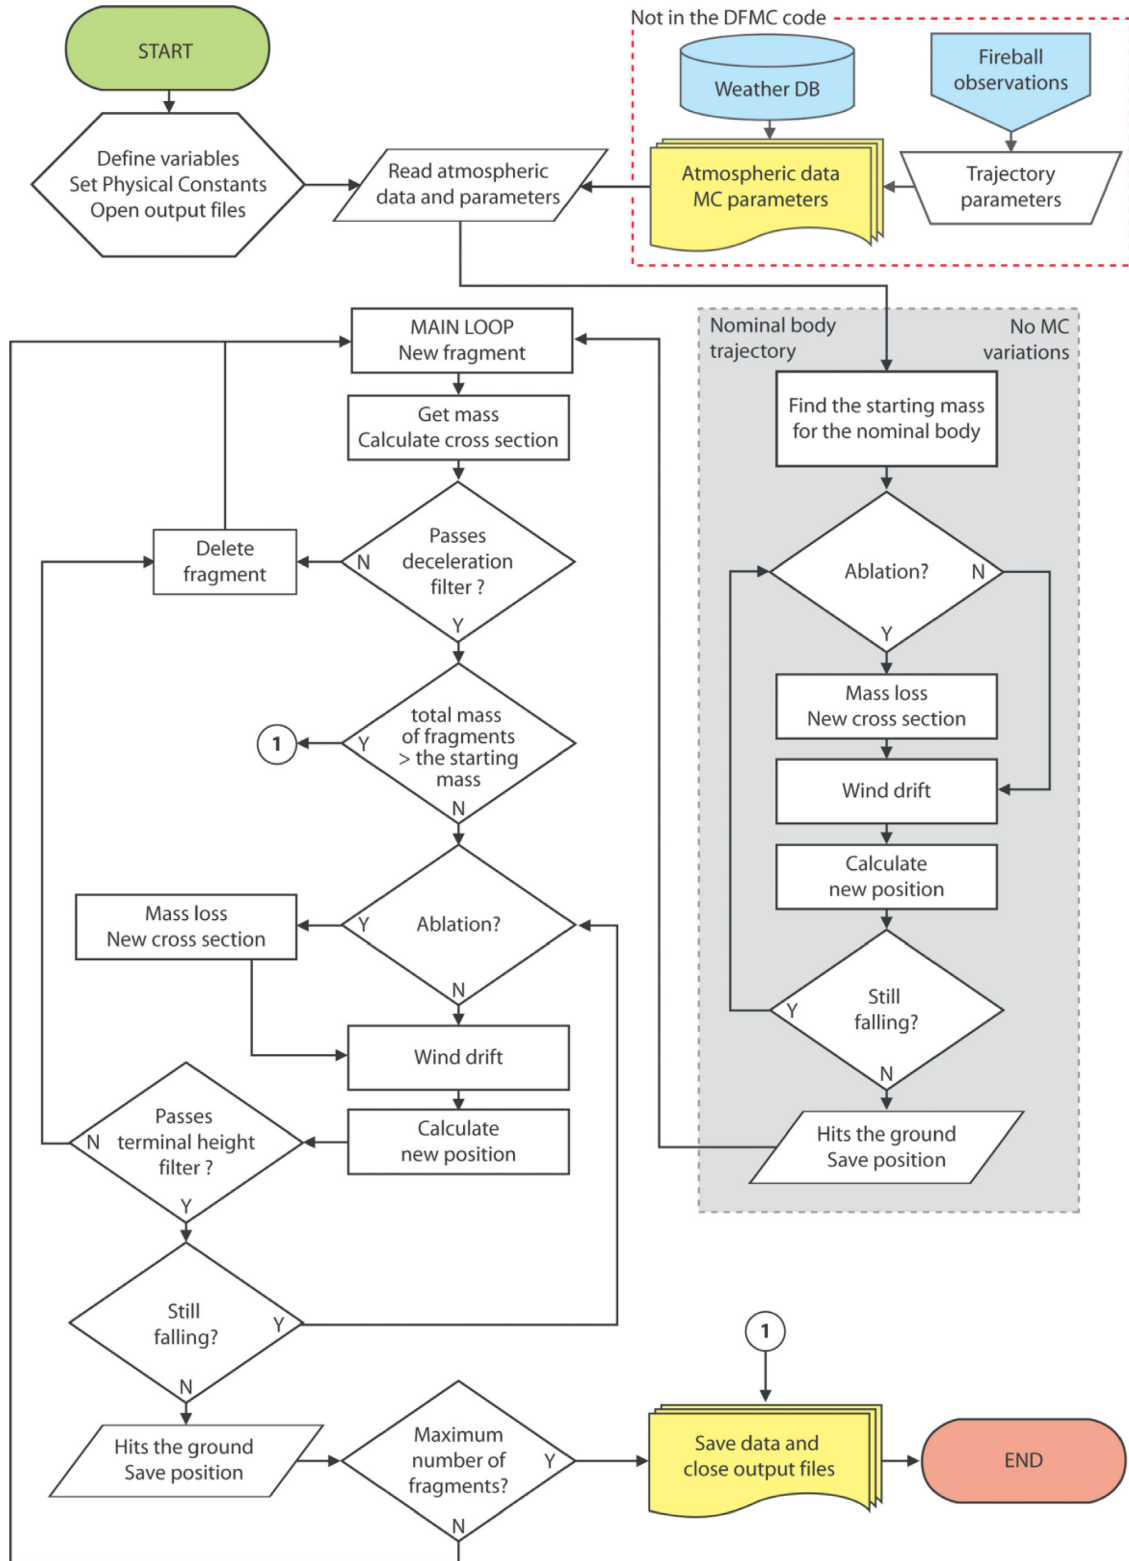 START
Not in the DFMC code
Weather DB
Fireball
observations
Define variables
Set Physical Constants
Open output files
Read atmospheric
data and parameters
Atmospheric data
MC parameters
Trajectory
parameters
Nominal body
trajectory
No MC
variations
Find the starting mass
for the nominal body
Ablation?
N
Y
Mass loss
New cross section
Wind drift
Calculate
new position
Still
falling?
Y
N
Hits the ground
Save position
MAIN LOOP
New fragment
Get mass
Calculate cross section
Passes
deceleration
filter ?
N
Y
Delete
fragment
total mass
of fragments
> the starting
mass
Y
N
1
Ablation?
Y
N
Mass loss
New cross section
Wind drift
Calculate
new position
Passes
terminal height
filter ?
N
Y
Still
falling?
Y
N
Hits the ground
Save position
Maximum
number of
fragments?
Y
N
1
Save data and
close output files
END